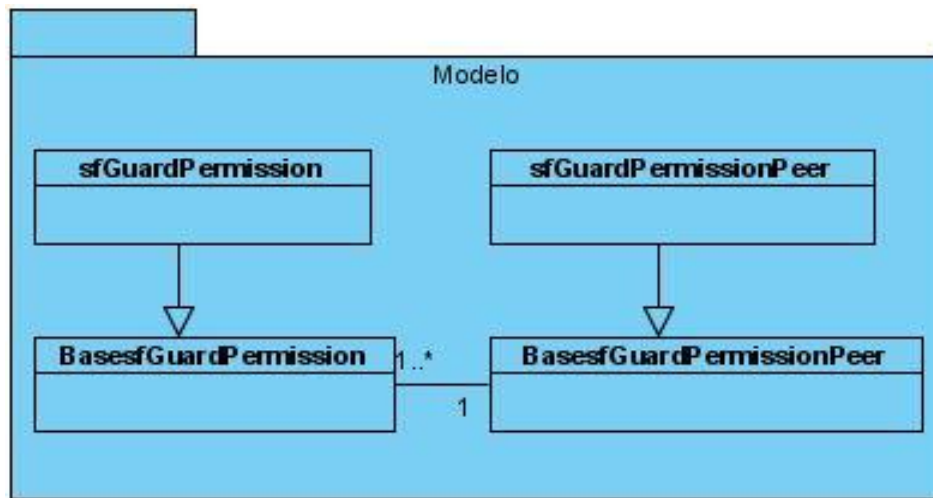 Modelo
sfGuardPermission
sfGuardPermissionPeer
BasesfGuardPermission
BasesfGuardPermissionPeer
1..*
1